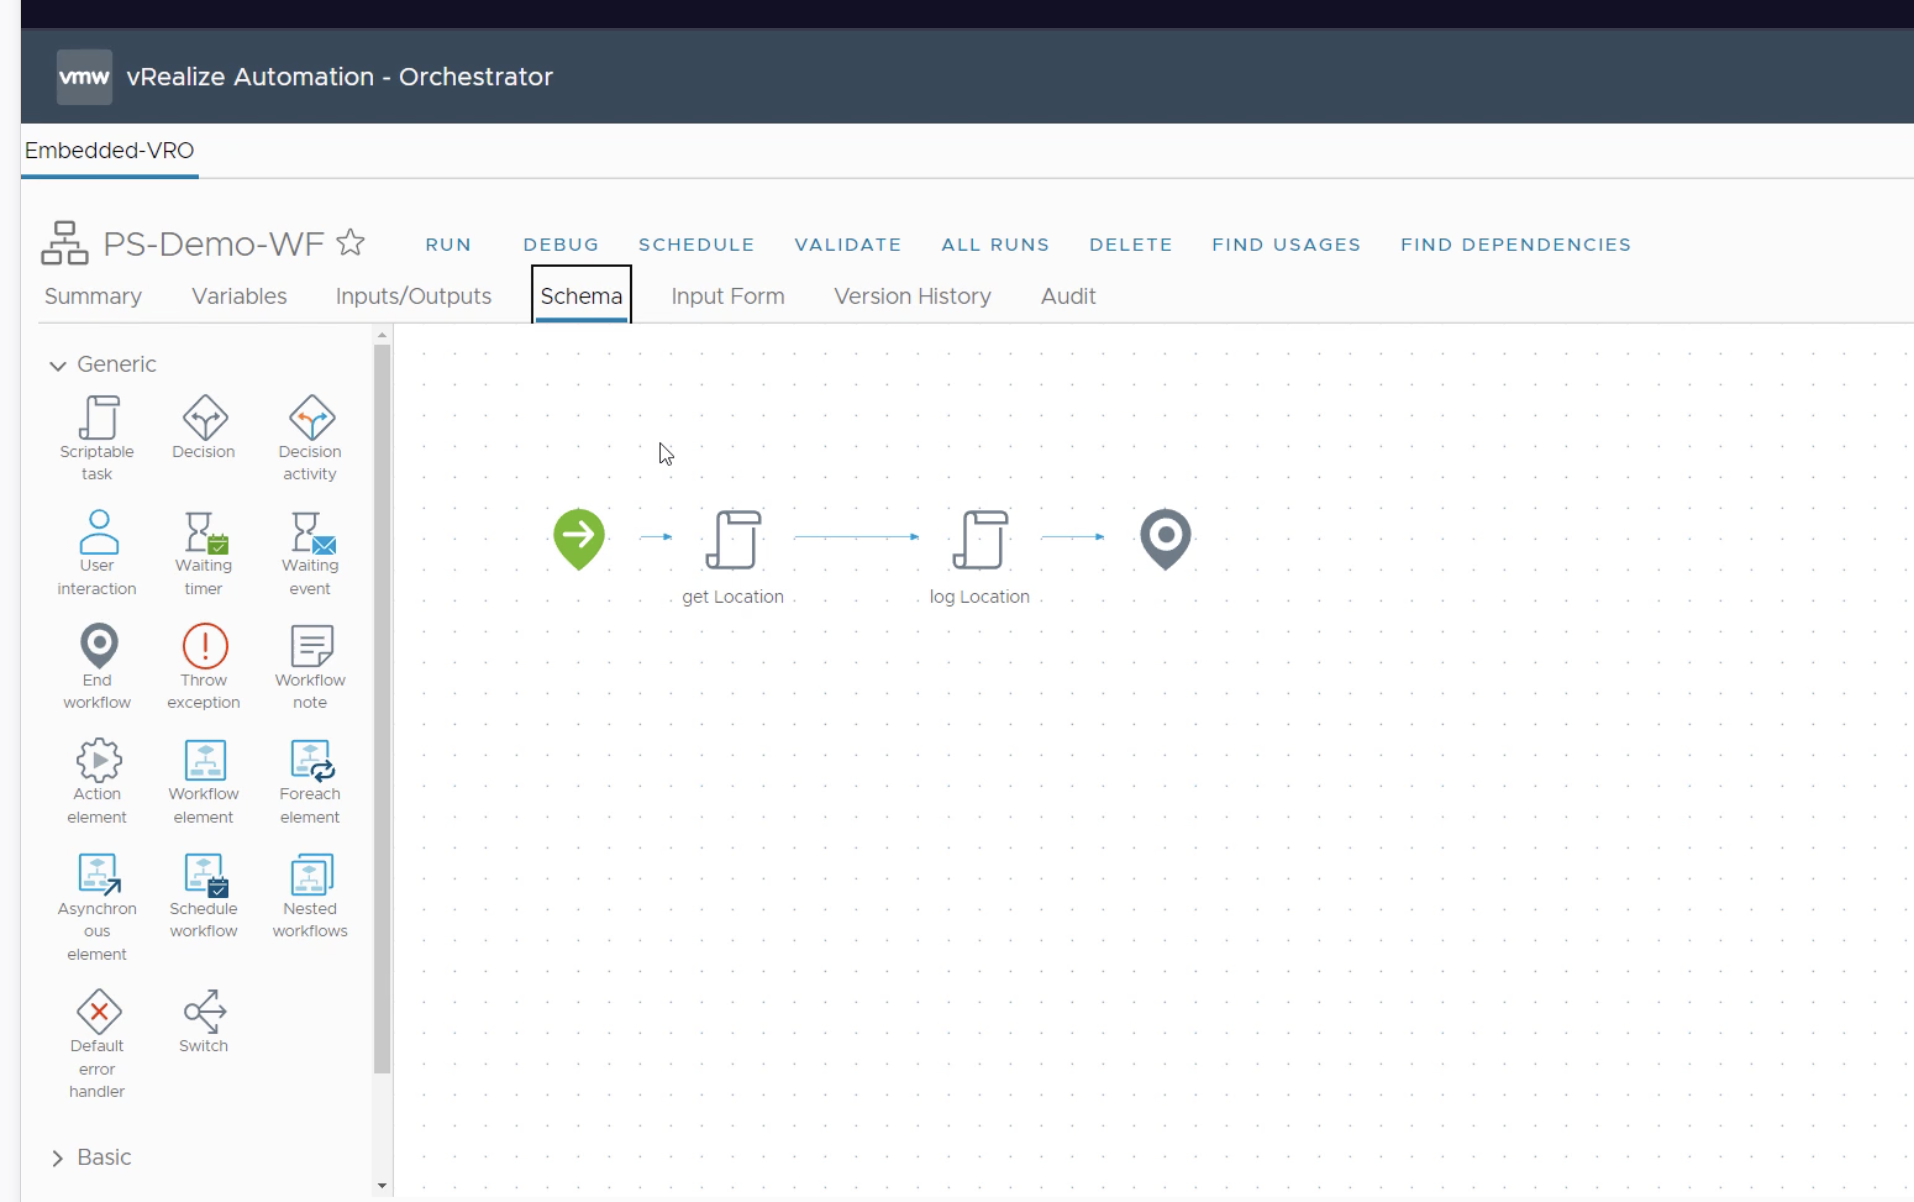 vmw vRealize Automation - Orchestrator
Embedded-VRO
PS-Demo-WF RUN DEBUG SCHEDULE VALIDATE ALL RUNS DELETE FIND USAGES FIND DEPENDENCIES
Summary Variables Inputs/Outputs Schema Input Form Version History Audit
Generic
Scriptable task
Decision
Decision activity
User interaction
Waiting timer
Waiting event
End workflow
Throw exception
Workflow note
Action element
Workflow element
Foreach element
Asynchron
ous
element
Schedule workflow
Nested workflows
Default error handler
Switch
Basic
get Location
log Location